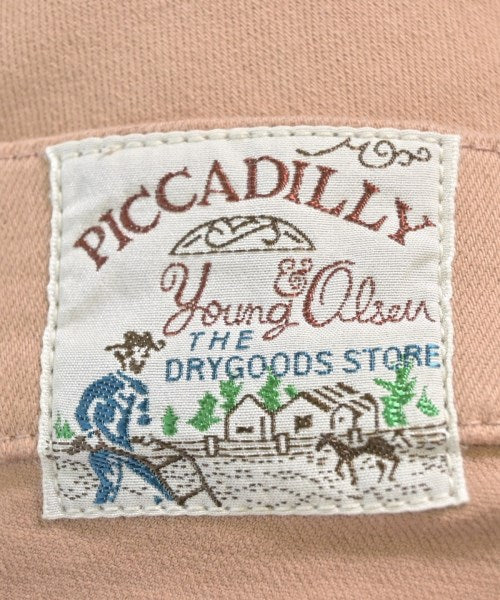 PICCADILLY
&
Young Olsen
THE
DRYGOODS STORE